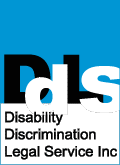 Ddls
Disability
Discrimination
Legal Service Inc